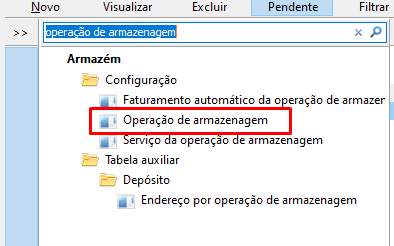 Novo Visualizar Excluir Pendente Filtrar
>> operação de armazenagem ×
Armazém
Configuração
Faturamento automático da operação de armazen
Operação de armazenagem
Serviço da operação de armazenagem
Tabela auxiliar
Depósito
Endereço por operação de armazenagem